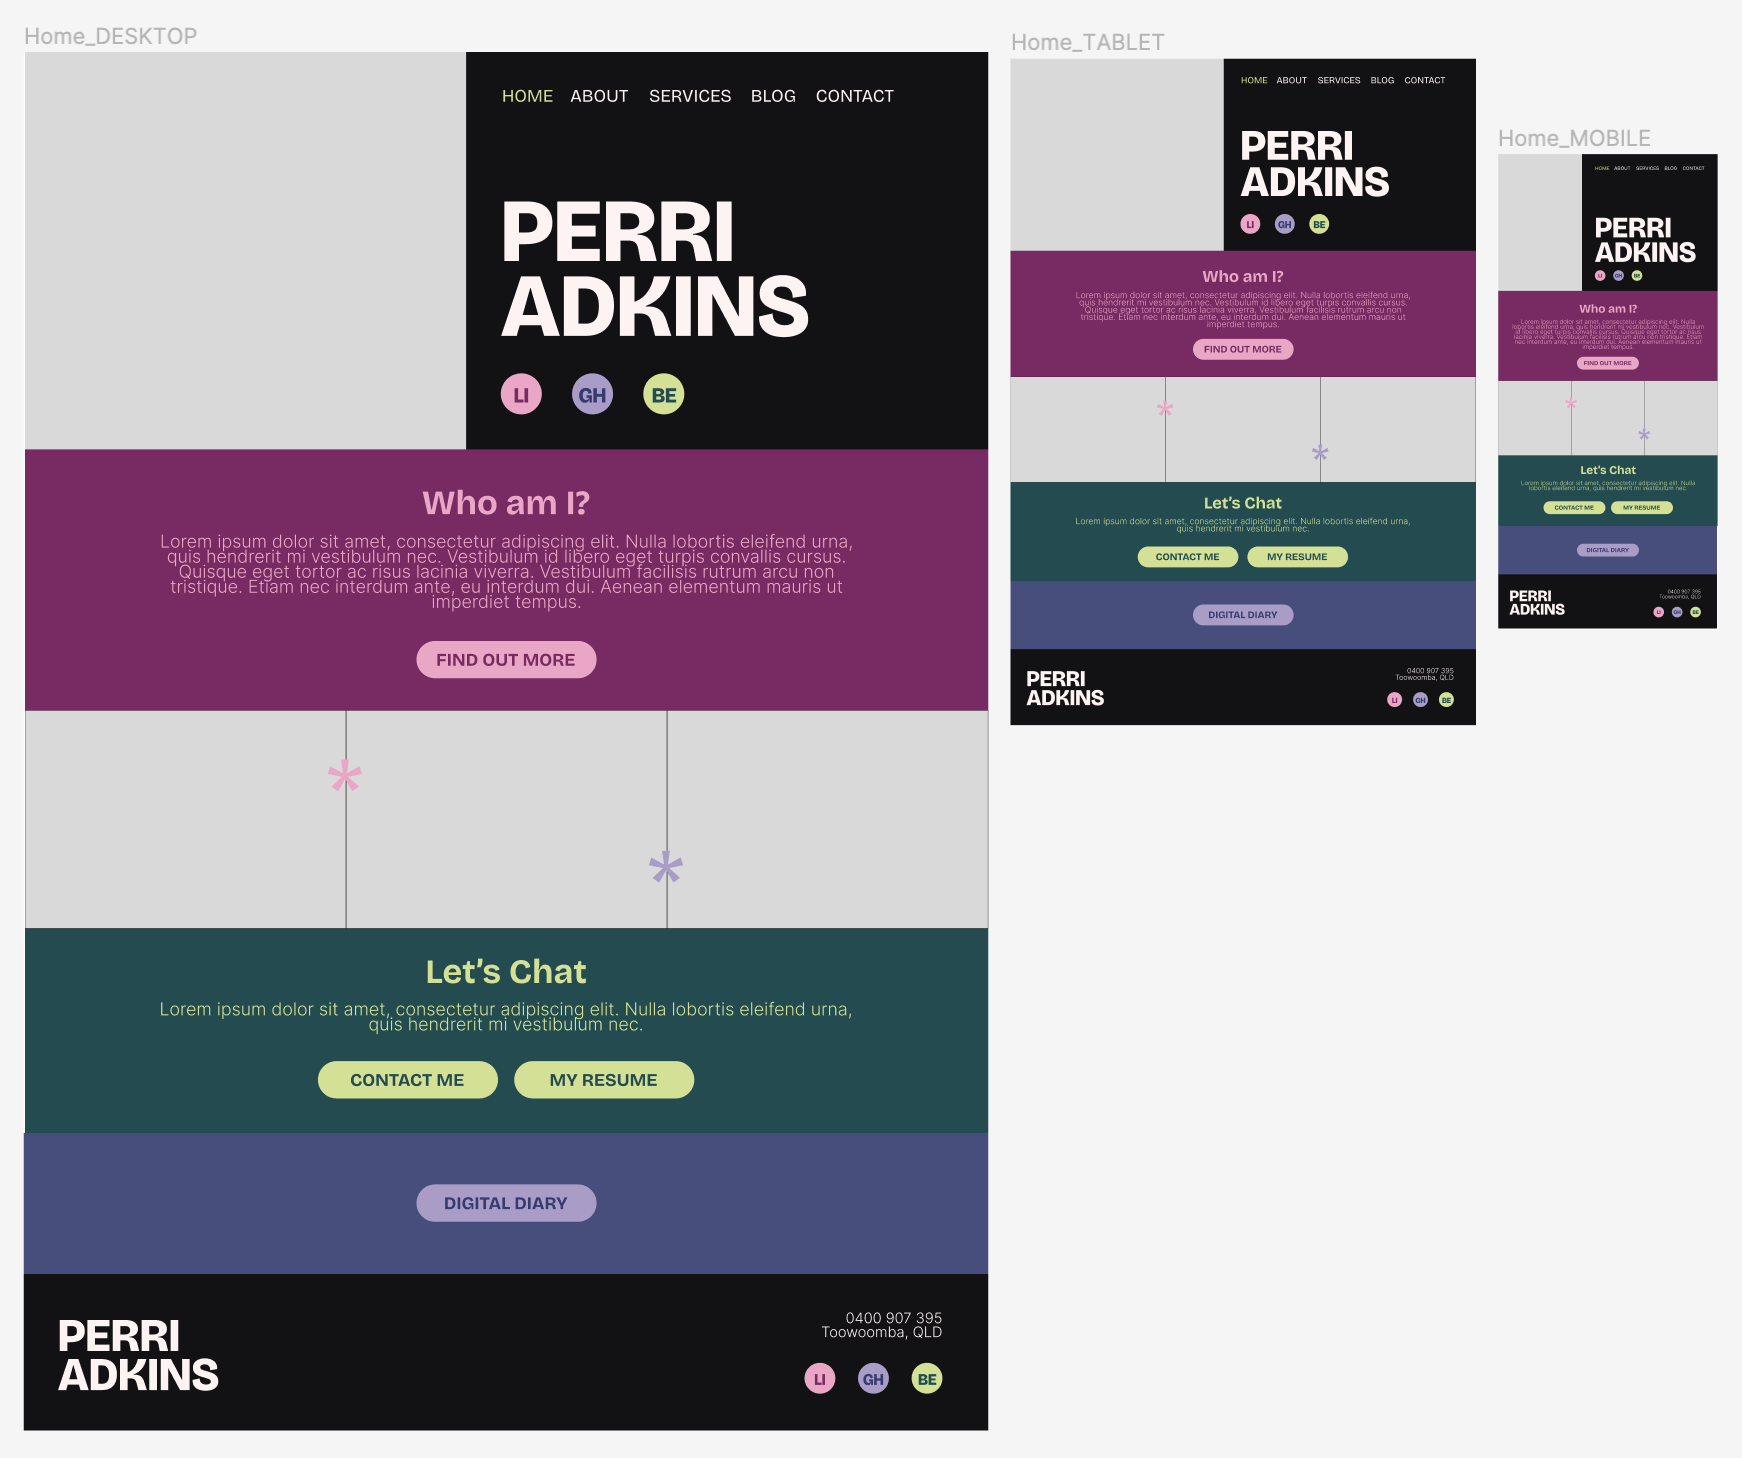 Home_DESKTOP
HOME ABOUT SERVICES BLOG CONTACT
PERRI
ADKINS
LI GH BE
Who am I?
Lorem ipsum dolor sit amet, consectetur adipiscing elit. Nulla lobortis eleifend urna,
quis hendrerit mi vestibulum nec. Vestibulum id libero eget turpis convallis cursus.
Quisque eget tortor ac risus lacinia viverra. Vestibulum facilisis rutrum arcu non
tristique. Etiam nec interdum ante, eu interdum dui. Aenean elementum mauris ut
imperdiet tempus.
FIND OUT MORE
*
*
Let's Chat
Lorem ipsum dolor sit amet, consectetur adipiscing elit. Nulla lobortis eleifend urna,
quis hendrerit mi vestibulum nec.
CONTACT ME MY RESUME
DIGITAL DIARY
PERRI
ADKINS
0400 907 395
Toowoomba, QLD
LI GH BE
Home_TABLET
HOME ABOUT SERVICES BLOG CONTACT
PERRI
ADKINS
LI GH BE
Who am I?
Lorem ipsum dolor sit amet, consectetur adipiscing elit. Nulla lobortis eleifend urna,
quis hendrerit mi vestibulum nec. Vestibulum id libero eget turpis convallis cursus.
Quisque eget tortor ac risus lacinia viverra. Vestibulum facilisis rutrum arcu non
tristique. Etiam nec interdum ante, eu interdum dui. Aenean elementum mauris ut
imperdiet tempus.
FIND OUT MORE
*
*
Let's Chat
Lorem ipsum dolor sit amet, consectetur adipiscing elit. Nulla lobortis eleifend urna,
quis hendrerit mi vestibulum nec.
CONTACT ME MY RESUME
DIGITAL DIARY
PERRI
ADKINS
0400 907 395
Toowoomba, QLD
LI GH BE
Home_MOBILE
HOME ABOUT SERVICES BLOG CONTACT
PERRI
ADKINS
LI GH BE
Who am I?
Lorem ipsum dolor sit amet, consectetur adipiscing elit. Nulla
lobortis eleifend urna, quis hendrerit mi vestibulum nec. Vestibulum
id libero eget turpis convallis cursus. Quisque eget tortor ac risus
lacinia viverra. Vestibulum facilisis rutrum arcu non tristique. Etiam
nec interdum ante, eu interdum dui. Aenean elementum mauris ut
imperdiet tempus.
FIND OUT MORE
*
*
Let's Chat
Lorem ipsum dolor sit amet, consectetur adipiscing elit. Nulla
lobortis eleifend urna, quis hendrerit mi vestibulum nec.
CONTACT ME MY RESUME
DIGITAL DIARY
PERRI
ADKINS
0400 907 395
Toowoomba, QLD
LI GH BE